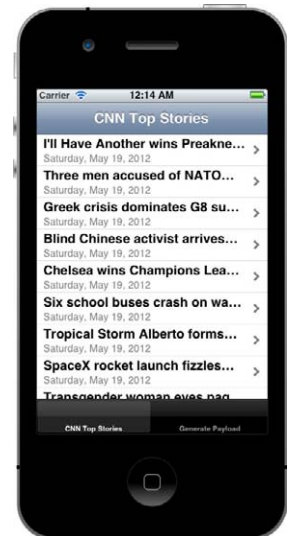 Carrier 12:14 AM
CNN Top Stories
I'll Have Another wins Preakne...
Saturday, May 19, 2012
Three men accused of NATO...
Saturday, May 19, 2012
Greek crisis dominates G8 su...
Saturday, May 19, 2012
Blind Chinese activist arrives...
Saturday, May 19, 2012
Chelsea wins Champions Lea...
Saturday, May 19, 2012
Six school buses crash on wa...
Saturday, May 19, 2012
Tropical Storm Alberto forms...
Saturday, May 19, 2012
SpaceX rocket launch fizzles...
Saturday, May 19, 2012
Transgender woman eyes pag
CNN Top Stories Generate Payload